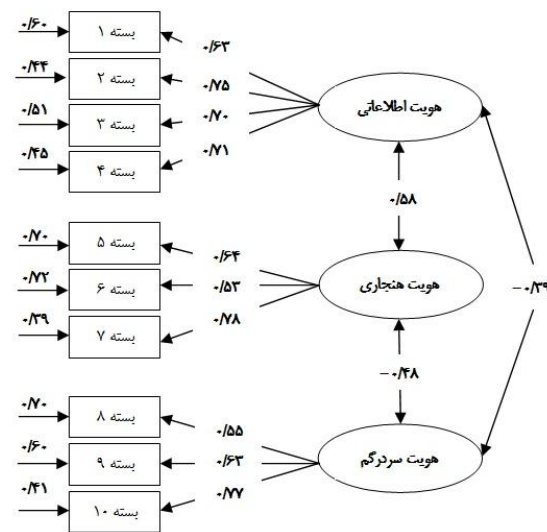 ۰/۶۰ بسته ۱ ۰/۶۳
۰/۴۴ بسته ۲ ۰/۷۵
هویت اطلاعاتی
۰/۵۱ بسته ۳ ۰/۷۰
۰/۴۵ بسته ۴ ۰/۷۱
۰/۵۸
۰/۷۰ بسته ۵ ۰/۶۴
۰/۷۲ بسته ۶ ۰/۵۳ هویت هنجاری −۰/۳۹
۰/۳۹ بسته ۷ ۰/۷۸
−۰/۴۸
۰/۷۰ بسته ۸ ۰/۵۵
۰/۶۰ بسته ۹ ۰/۶۳ هویت سردرگم
۰/۴۱ بسته ۱۰ ۰/۷۷